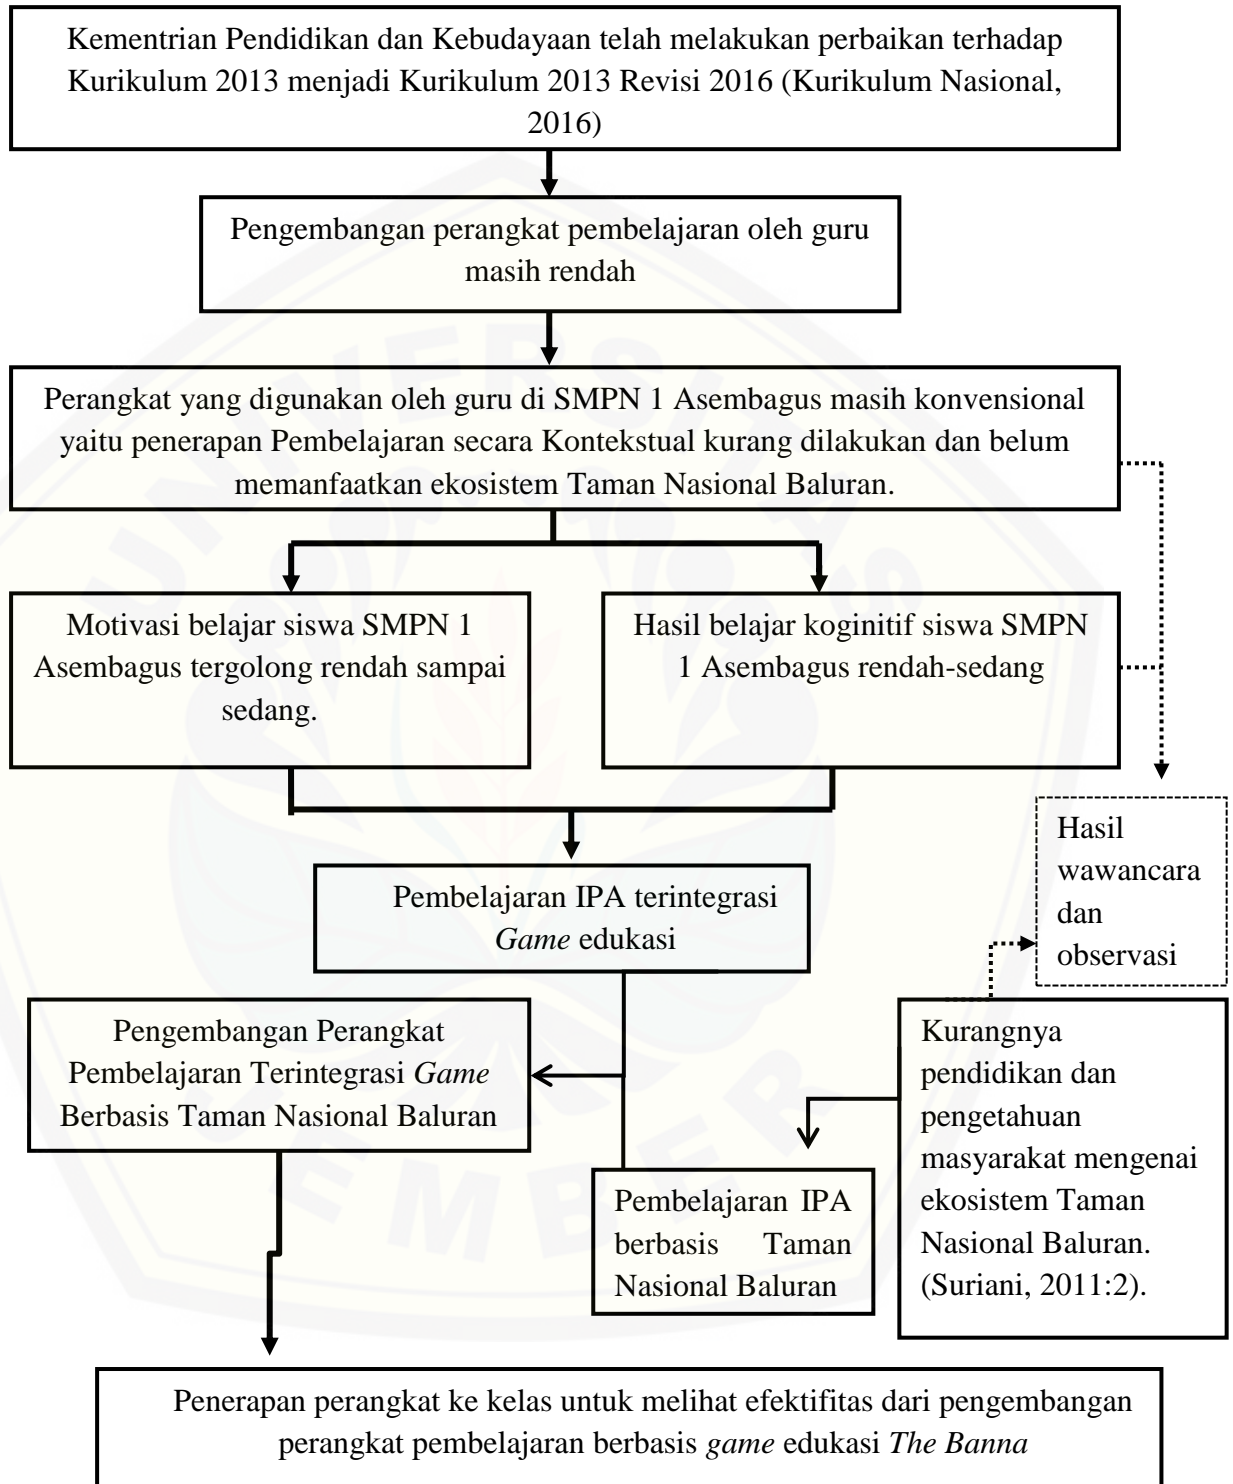 Kementrian Pendidikan dan Kebudayaan telah melakukan perbaikan terhadap
Kurikulum 2013 menjadi Kurikulum 2013 Revisi 2016 (Kurikulum Nasional,
2016)
Pengembangan perangkat pembelajaran oleh guru
masih rendah
Perangkat yang digunakan oleh guru di SMPN 1 Asembagus masih konvensional
yaitu penerapan Pembelajaran secara Kontekstual kurang dilakukan dan belum
memanfaatkan ekosistem Taman Nasional Baluran.
Motivasi belajar siswa SMPN 1
Asembagus tergolong rendah sampai
sedang.
Hasil belajar koginitif siswa SMPN
1 Asembagus rendah-sedang
Hasil
wawancara
dan
observasi
Pembelajaran IPA terintegrasi
Game edukasi
Pengembangan Perangkat
Pembelajaran Terintegrasi Game
Berbasis Taman Nasional Baluran
Kurangnya
pendidikan dan
pengetahuan
masyarakat mengenai
ekosistem Taman
Nasional Baluran.
(Suriani, 2011:2).
Pembelajaran IPA
berbasis Taman
Nasional Baluran
Penerapan perangkat ke kelas untuk melihat efektifitas dari pengembangan
perangkat pembelajaran berbasis game edukasi The Banna
UNIVERSITAS
JEMBER